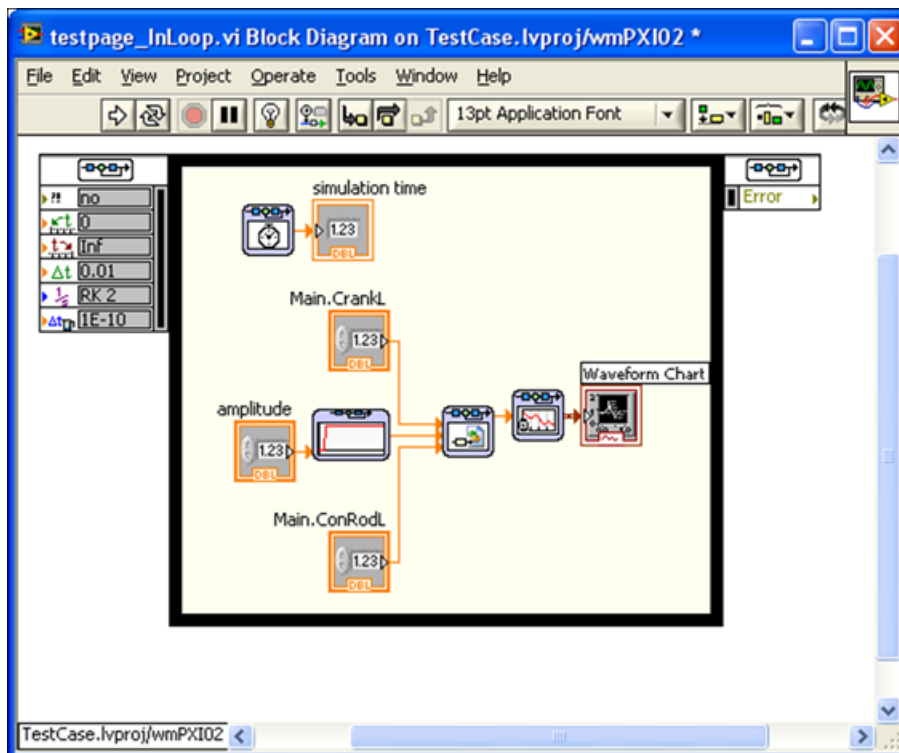 testpage_InLoop.vi Block Diagram on TestCase.lvproj/wmPXI02 *
File Edit View Project Operate Tools Window Help
13pt Application Font
?! no
Error
t 0
t Inf
Δt 0.01
RK 2
Δt 1E-10
simulation time
1.23
DBL
Main.CrankL
1.23
DBL
Waveform Chart
amplitude
1.23
DBL
Main.ConRodL
1.23
DBL
TestCase.lvproj/wmPXI02